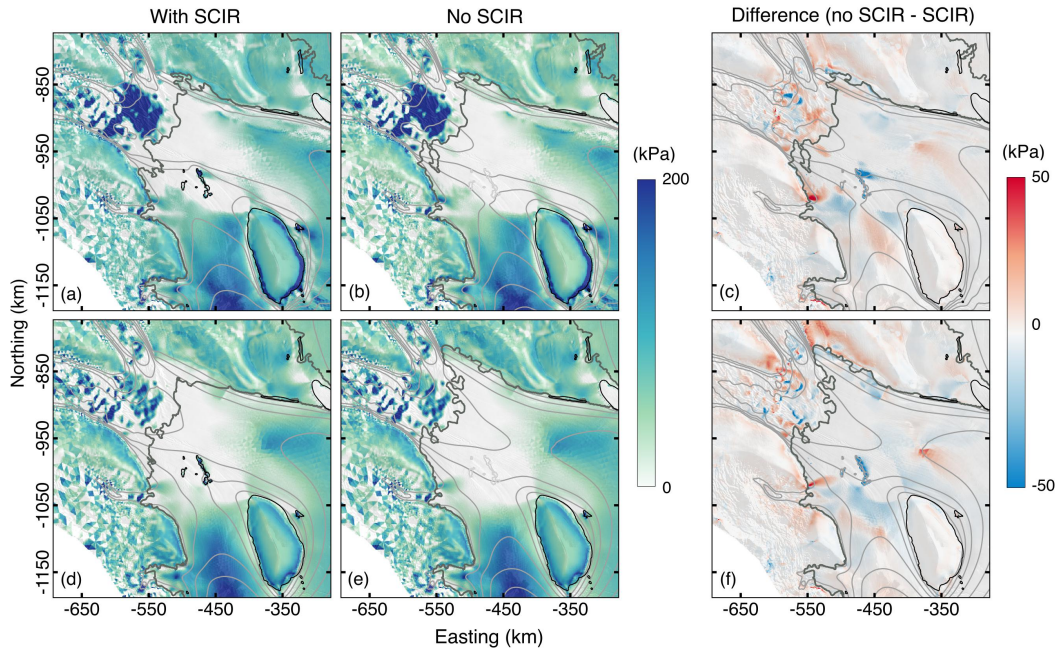 With SCIR No SCIR Difference (no SCIR - SCIR)
-850
-950
-1050
-1150
(a) (b) (c)
(kPa)
200
0
(kPa)
50
0
-50
Northing (km)
-850
-950
-1050
-1150
(d) (e) (f)
-650 -550 -450 -350 -650 -550 -450 -350 -650 -550 -450 -350
Easting (km)